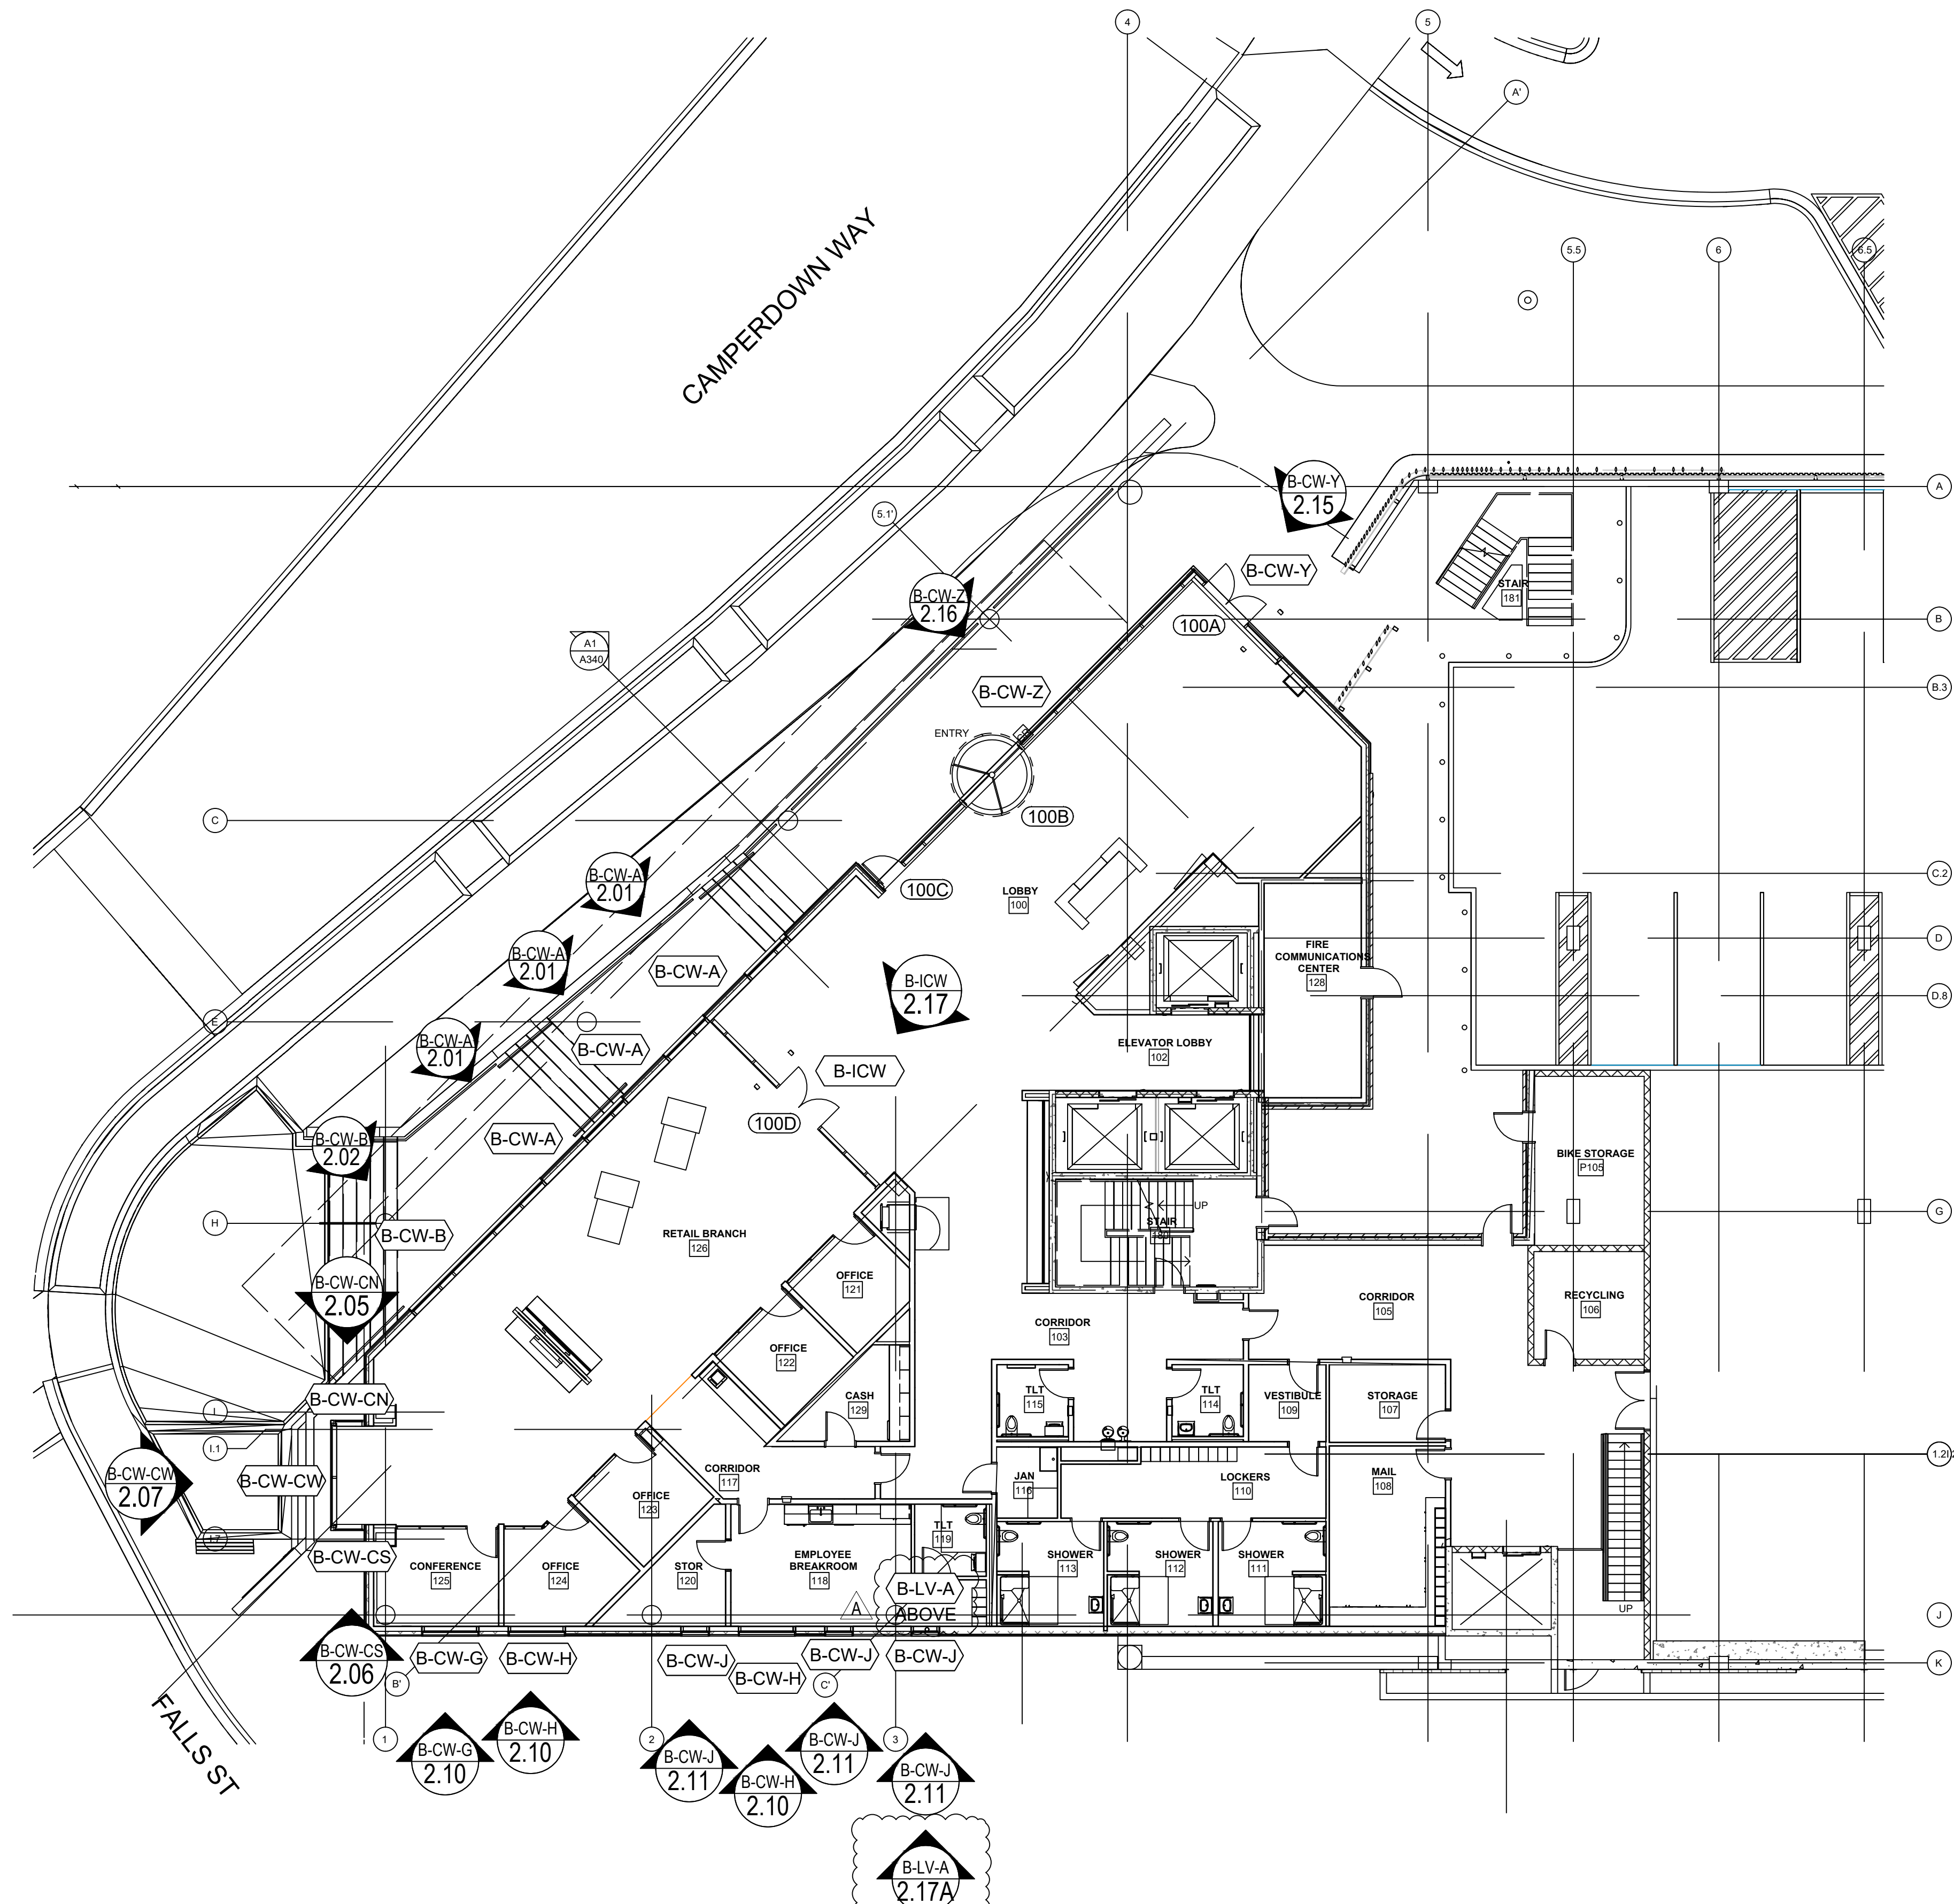 4
5
A'
5.5
6
6.5
CAMPERDOWN WAY
B-CW-Y
2.15
A
5.1'
B-CW-Y
STAIR
181
B-CW-Z
2.16
100A
B
A1
A340
B-CW-Z
B.3
ENTRY
100B
C
B-CW-A
2.01
100C
LOBBY
100
C.2
B-CW-A
2.01
B-CW-A
FIRE
COMMUNICATIONS
CENTER
128
D
B-ICW
2.17
D.8
E
B-CW-A
2.01
B-CW-A
ELEVATOR LOBBY
102
B-ICW
100D
B-CW-B
2.02
B-CW-A
BIKE STORAGE
P105
H
B-CW-B
RETAIL BRANCH
126
UP
STAIR
G
B-CW-CN
2.05
OFFICE
121
CORRIDOR
105
RECYCLING
106
CORRIDOR
103
OFFICE
122
B-CW-CN
CASH
129
TLT
115
TLT
114
VESTIBULE
109
STORAGE
107
I
I.1
1.2
B-CW-CW
2.07
B-CW-CW
CORRIDOR
117
JAN
116
LOCKERS
110
MAIL
108
OFFICE
123
I.7
TLT
119
B-CW-CS
CONFERENCE
125
OFFICE
124
STOR
120
EMPLOYEE
BREAKROOM
118
SHOWER
113
SHOWER
112
SHOWER
111
B-LV-A
ABOVE
A
UP
J
B-CW-CS
2.06
B-CW-G
B-CW-H
B-CW-J
B-CW-H
B-CW-J
B-CW-J
K
B'
C'
FALLS ST
1
2
3
B-CW-G
2.10
B-CW-H
2.10
B-CW-J
2.11
B-CW-H
2.10
B-CW-J
2.11
B-CW-J
2.11
B-LV-A
2.17A